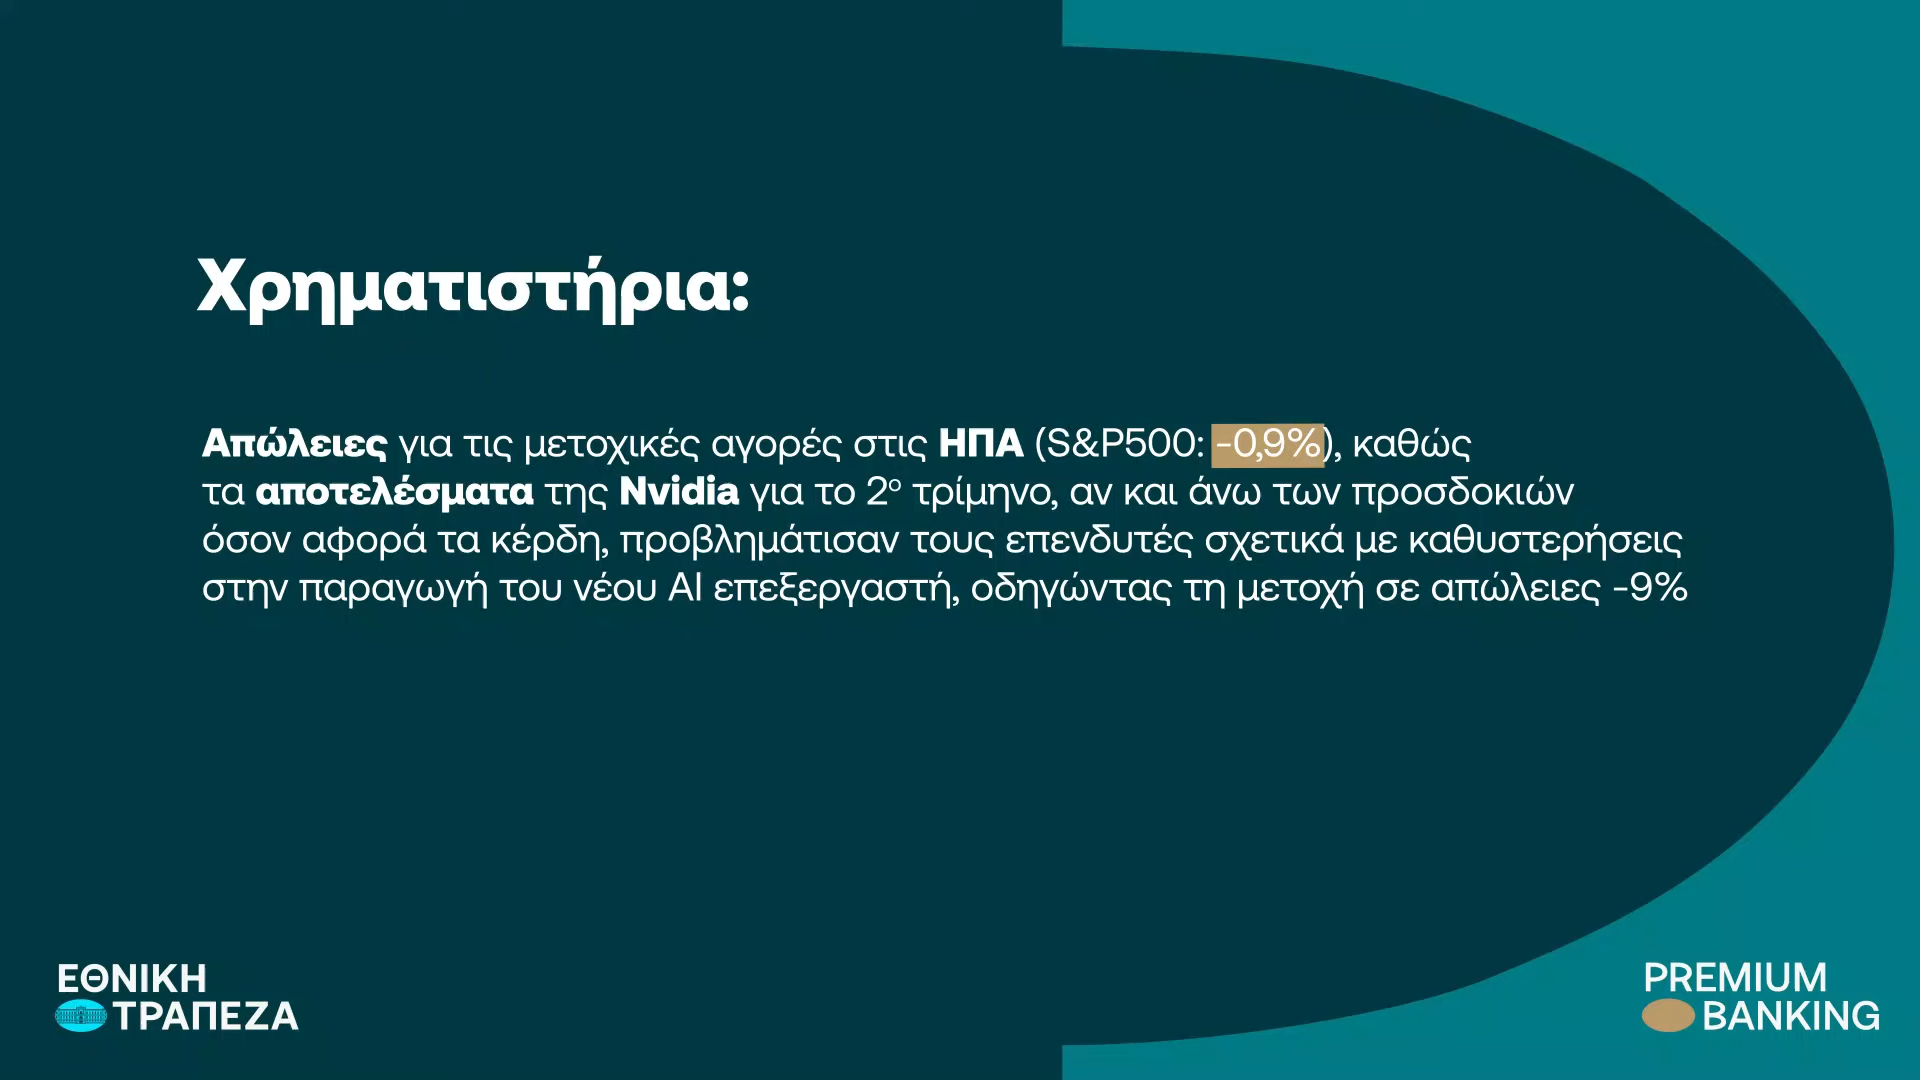 Χρηματιστήρια:
Απώλειες για τις μετοχικές αγορές στις ΗΠΑ (S&P500: -0,9%), καθώς
τα αποτελέσματα της Nvidia για το 2ο τρίμηνο, αν και άνω των προσδοκιών
όσον αφορά τα κέρδη, προβλημάτισαν τους επενδυτές σχετικά με καθυστερήσεις
στην παραγωγή του νέου AI επεξεργαστή, οδηγώντας τη μετοχή σε απώλειες -9%
ΕΘΝΙΚΗ
ΤΡΑΠΕΖΑ
PREMIUM
BANKING